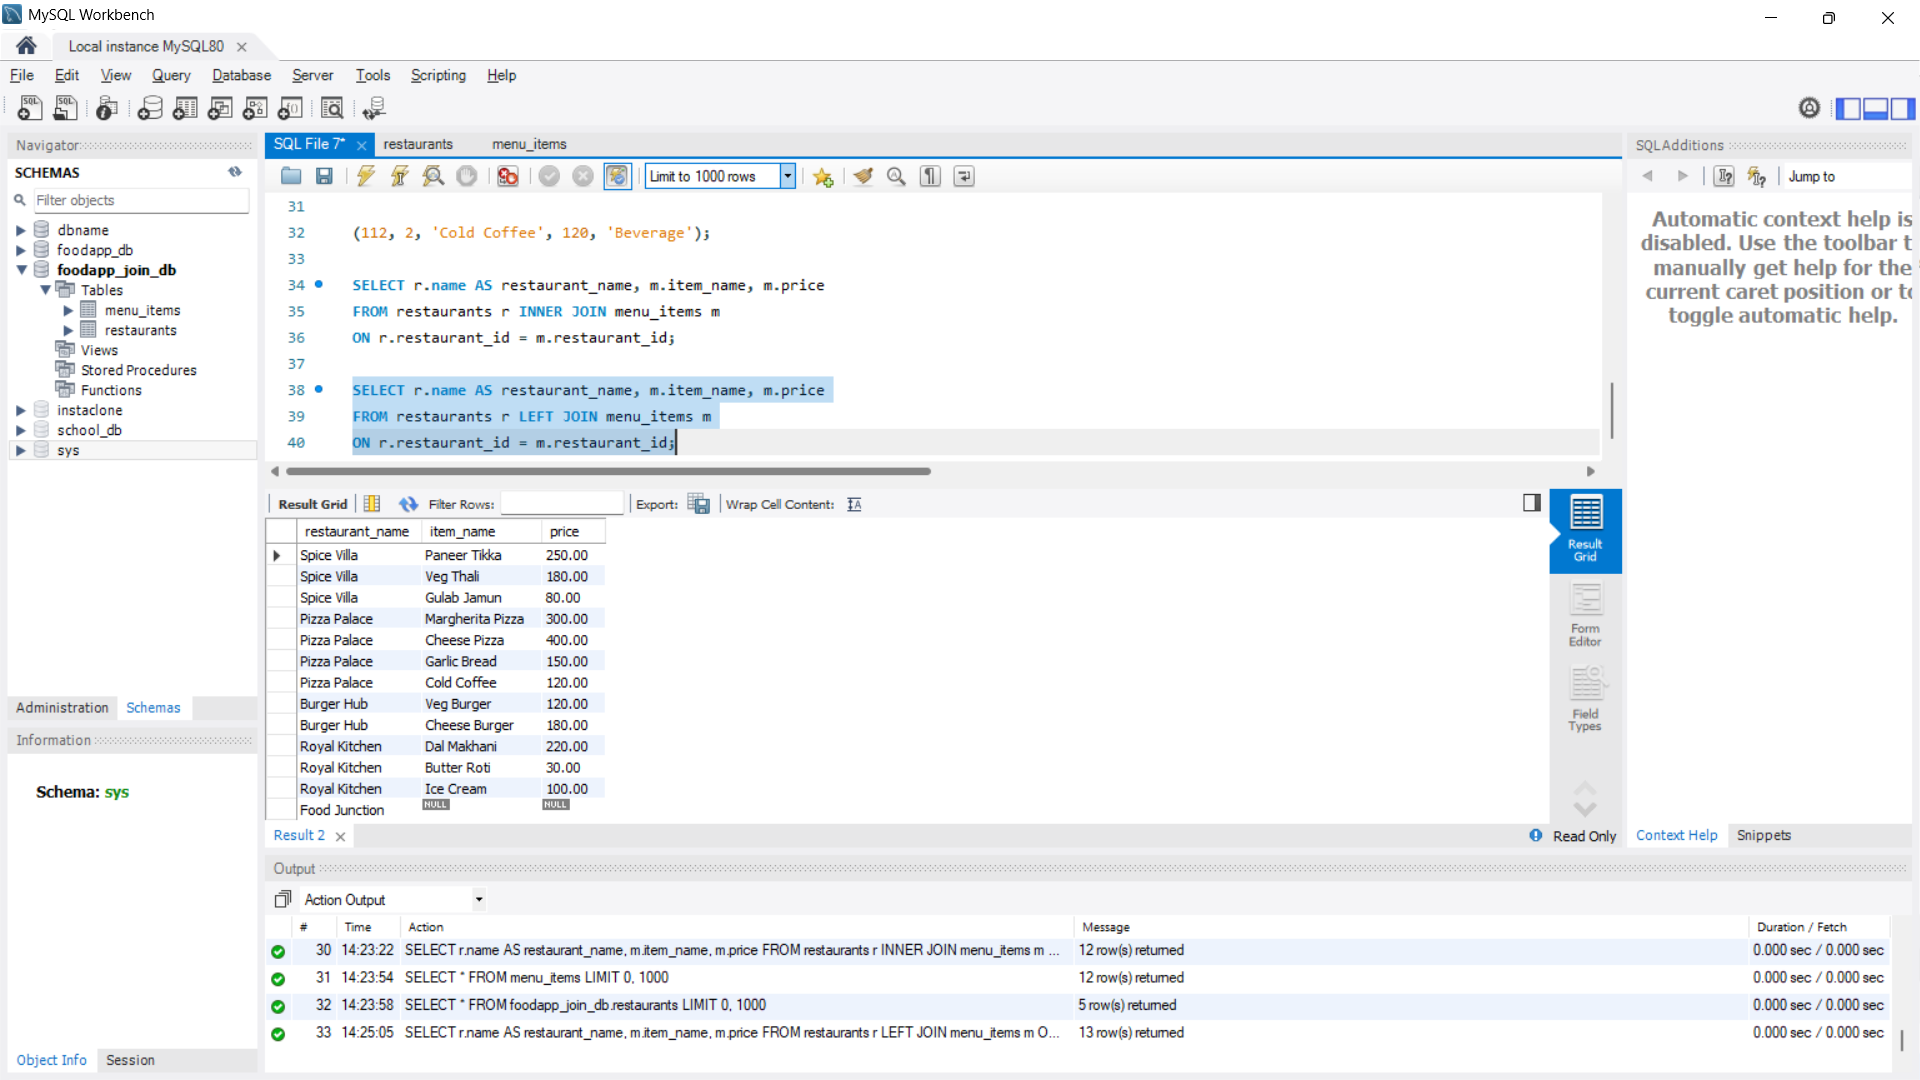 MySQL Workbench
Local instance MySQL80
File Edit View Query Database Server Tools Scripting Help
Navigator
SCHEMAS
Filter objects
dbname
foodapp_db
foodapp_join_db
Tables
menu_items
restaurants
Views
Stored Procedures
Functions
instaclone
school_db
sys
Administration Schemas
Information
Schema: sys
Object Info Session
SQL File 7* restaurants menu_items
Limit to 1000 rows
31
32 (112, 2, 'Cold Coffee', 120, 'Beverage');
33
34 SELECT r.name AS restaurant_name, m.item_name, m.price
35 FROM restaurants r INNER JOIN menu_items m
36 ON r.restaurant_id = m.restaurant_id;
37
38 SELECT r.name AS restaurant_name, m.item_name, m.price
39 FROM restaurants r LEFT JOIN menu_items m
40 ON r.restaurant_id = m.restaurant_id;
Result Grid Filter Rows: Export: Wrap Cell Content:
restaurant_name item_name price
Spice Villa Paneer Tikka 250.00
Spice Villa Veg Thali 180.00
Spice Villa Gulab Jamun 80.00
Pizza Palace Margherita Pizza 300.00
Pizza Palace Cheese Pizza 400.00
Pizza Palace Garlic Bread 150.00
Pizza Palace Cold Coffee 120.00
Burger Hub Veg Burger 120.00
Burger Hub Cheese Burger 180.00
Royal Kitchen Dal Makhani 220.00
Royal Kitchen Butter Roti 30.00
Royal Kitchen Ice Cream 100.00
Food Junction NULL NULL
Result Grid
Form Editor
Field Types
Result 2
Read Only
SQLAdditions
Jump to
Automatic context help is
disabled. Use the toolbar t
manually get help for the
current caret position or to
toggle automatic help.
Context Help Snippets
Output
Action Output
# Time Action Message Duration / Fetch
30 14:23:22 SELECT r.name AS restaurant_name, m.item_name, m.price FROM restaurants r INNER JOIN menu_items m ... 12 row(s) returned 0.000 sec / 0.000 sec
31 14:23:54 SELECT * FROM menu_items LIMIT 0, 1000 12 row(s) returned 0.000 sec / 0.000 sec
32 14:23:58 SELECT * FROM foodapp_join_db.restaurants LIMIT 0, 1000 5 row(s) returned 0.000 sec / 0.000 sec
33 14:25:05 SELECT r.name AS restaurant_name, m.item_name, m.price FROM restaurants r LEFT JOIN menu_items m O... 13 row(s) returned 0.000 sec / 0.000 sec